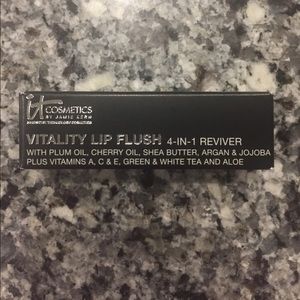 iT
COSMETICS
BY JAMIE KERN
VITALITY LIP FLUSH 4-IN-1 REVIVER
WITH PLUM OIL, CHERRY OIL, SHEA BUTTER, ARGAN & JOJOBA
PLUS VITAMINS A, C & E, GREEN & WHITE TEA AND ALOE